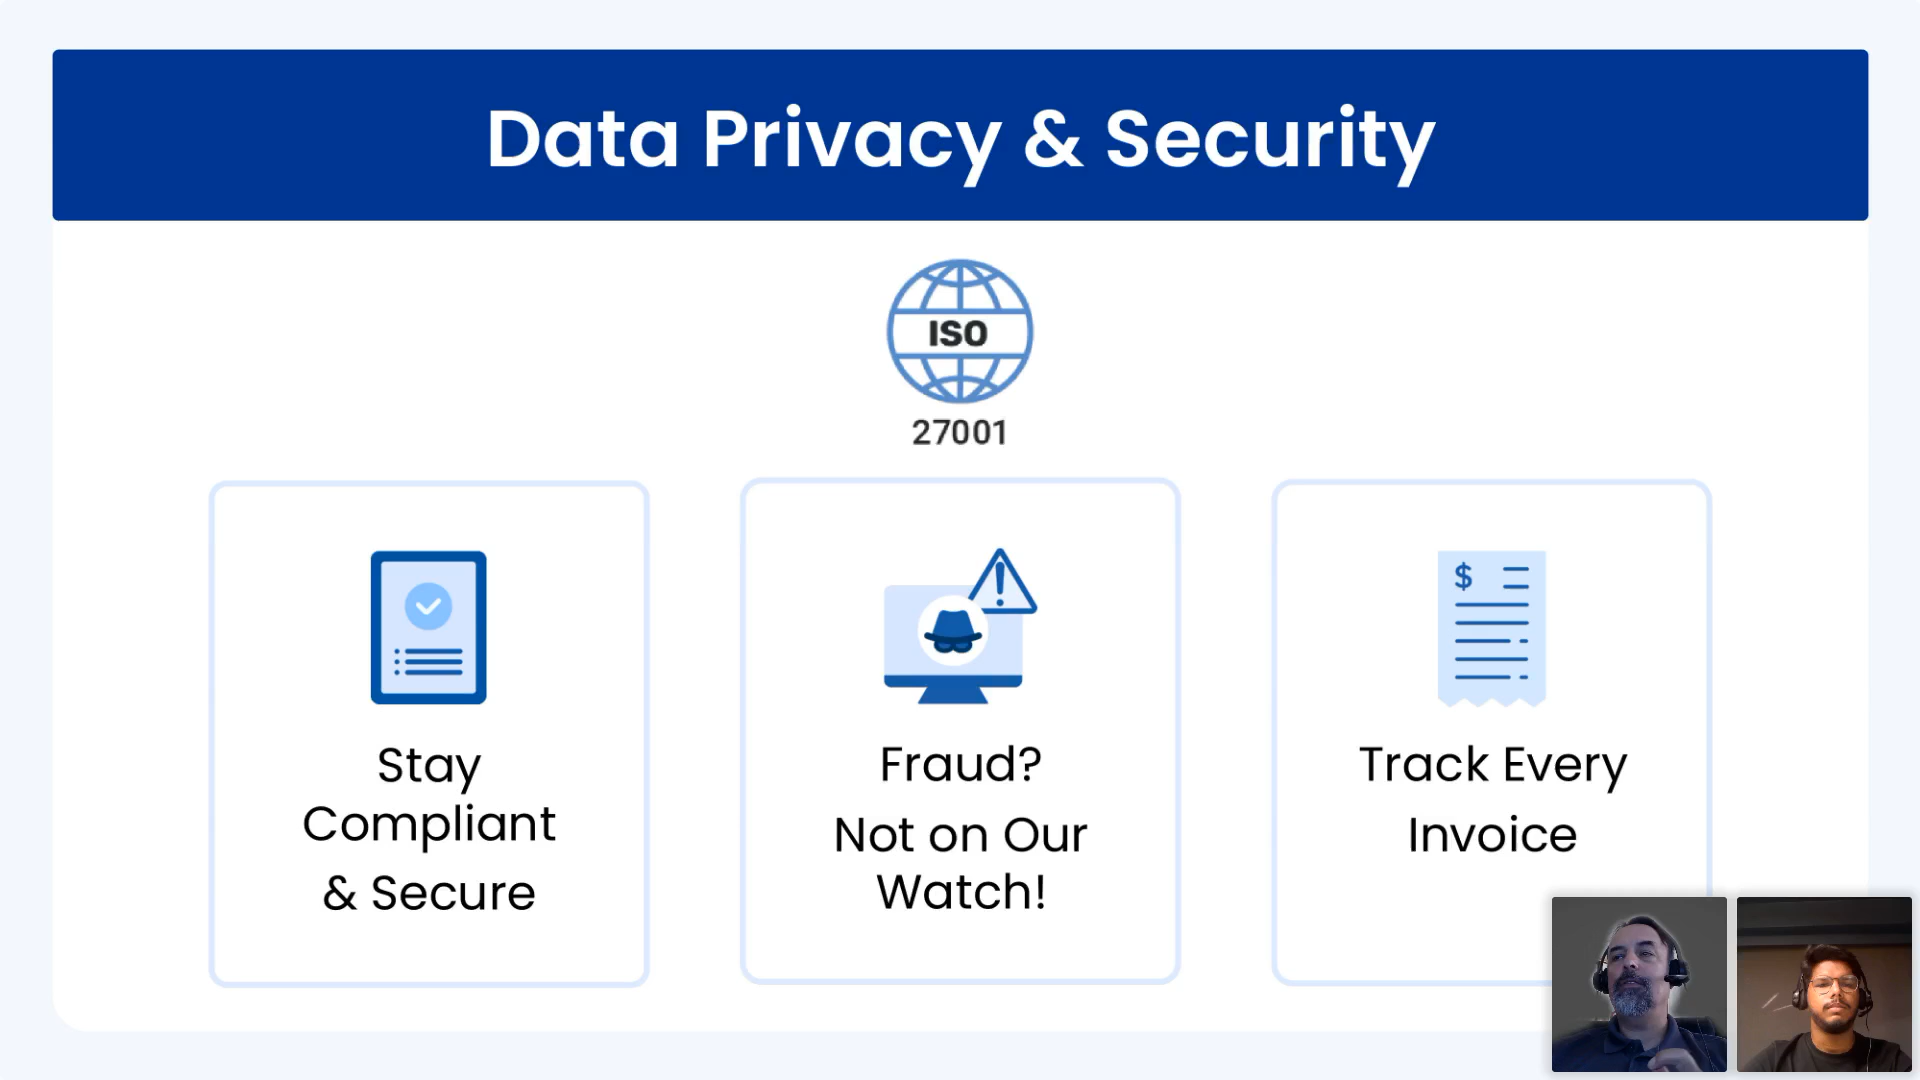 Data Privacy & Security
ISO
27001
Stay
Compliant
& Secure
Fraud?
Not on Our
Watch!
$
Track Every
Invoice